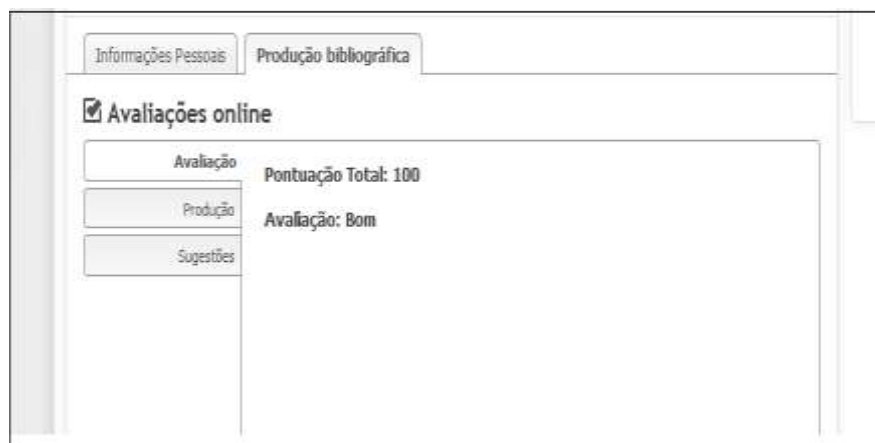 Informações Pessoais
Produção bibliográfica
Avaliações online
Avaliação
Produção
Sugestões
Pontuação Total: 100
Avaliação: Bom